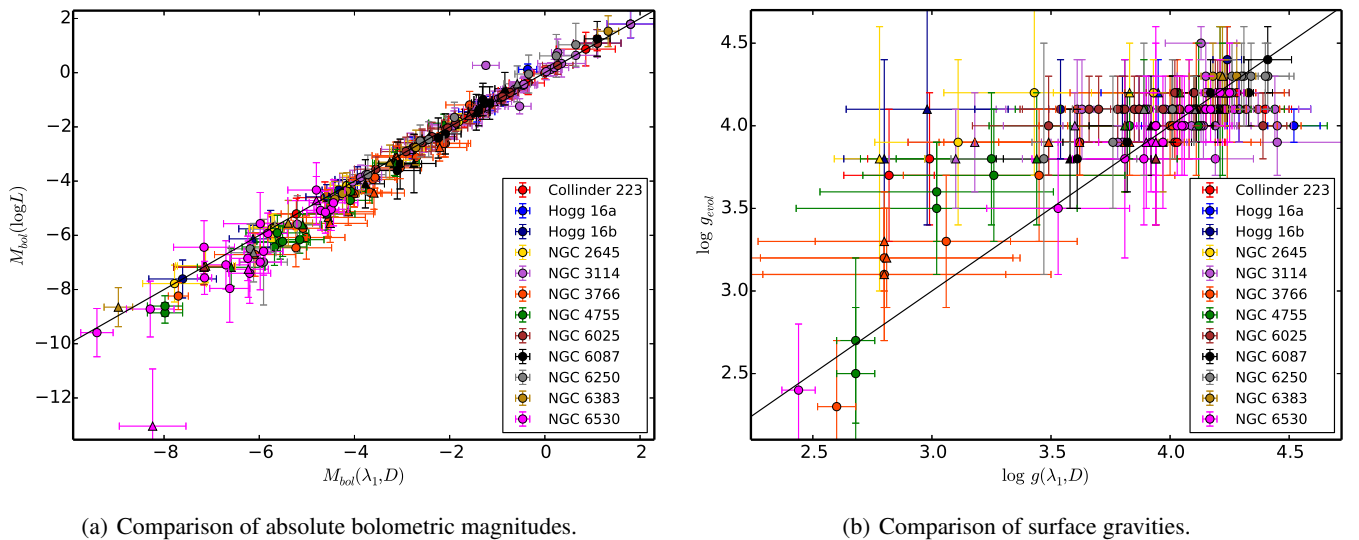 2
0
−2
−4
−6
−8
−10
−12
M_bol(logL)
−8
−6
−4
−2
0
2
M_bol(λ₁,D)
Collinder 223
Hogg 16a
Hogg 16b
NGC 2645
NGC 3114
NGC 3766
NGC 4755
NGC 6025
NGC 6087
NGC 6250
NGC 6383
NGC 6530
(a) Comparison of absolute bolometric magnitudes.
4.5
4.0
3.5
3.0
2.5
log g_evol
2.5
3.0
3.5
4.0
4.5
log g(λ₁,D)
Collinder 223
Hogg 16a
Hogg 16b
NGC 2645
NGC 3114
NGC 3766
NGC 4755
NGC 6025
NGC 6087
NGC 6250
NGC 6383
NGC 6530
(b) Comparison of surface gravities.